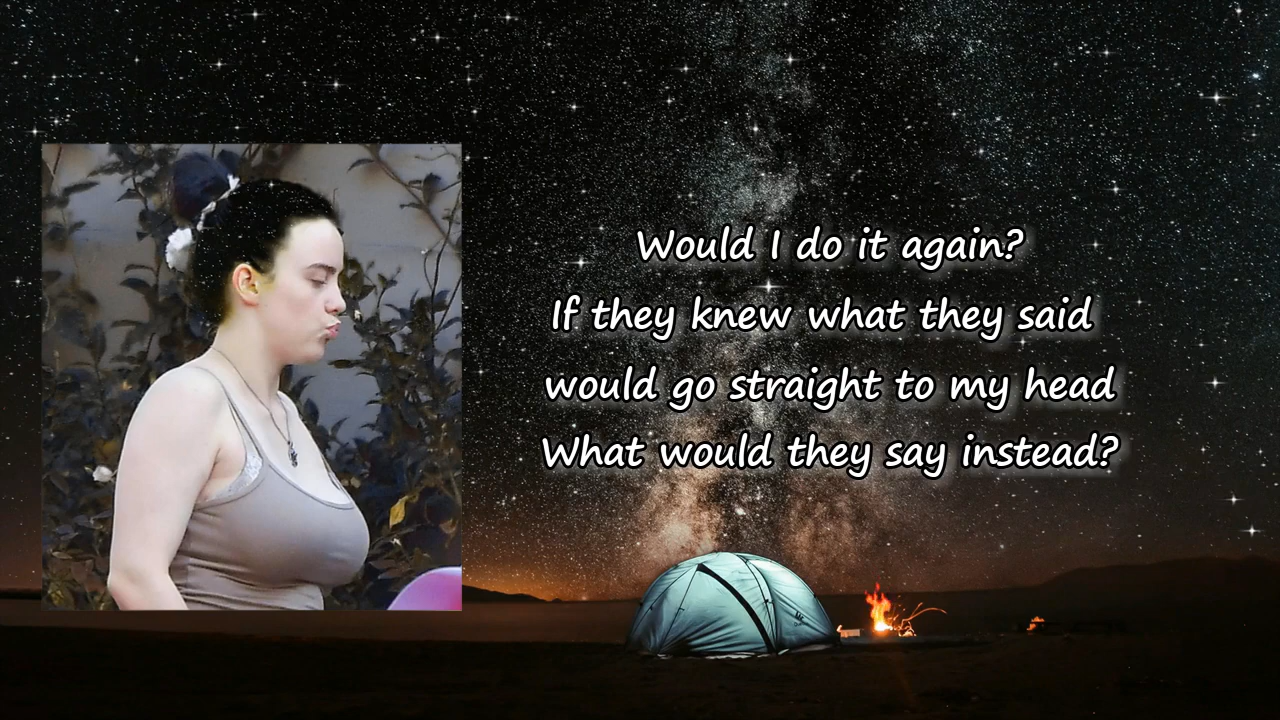 Would I do it again?
If they knew what they said
would go straight to my head
What would they say instead?